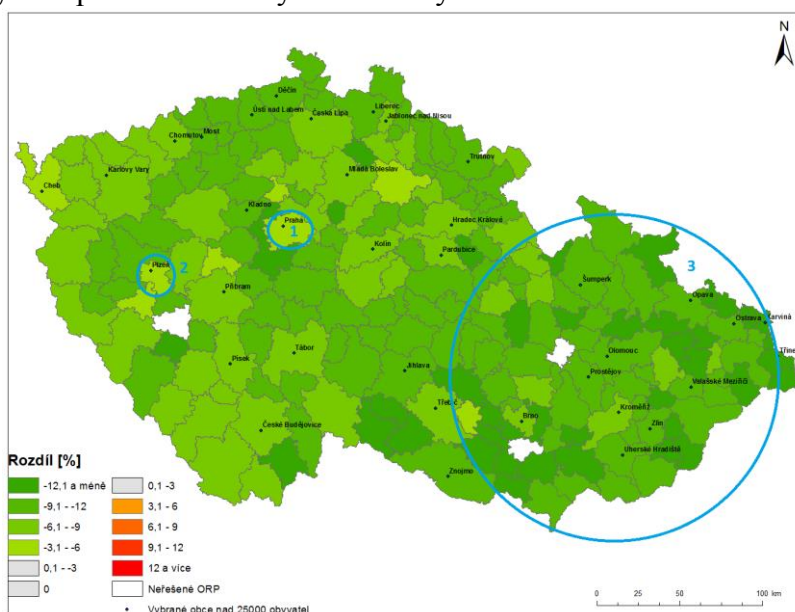 N
Děčín
Ústí nad Labem
Česká Lípa
Liberec
Jablonec nad Nisou
Chomutov
Most
Trutnov
Karlovy Vary
Mladá Boleslav
Cheb
Kladno
Praha
1
Hradec Králové
Kolín
Pardubice
Plzeň
2
3
Příbram
Šumperk
Opava
Ostrava
Karviná
Třinec
Tábor
Písek
Jihlava
Olomouc
Prostějov
Valašské Meziříčí
Třebíč
Kroměříž
Brno
Zlín
České Budějovice
Uherské Hradiště
Znojmo
Rozdíl [%]
-12,1 a méně
0,1 -3
-9,1 - -12
3,1 - 6
-6,1 - -9
6,1 - 9
-3,1 - -6
9,1 - 12
0,1 - -3
12 a více
0
Neřešené ORP
Vybrané obce nad 25000 obyvatel
0 25 50 100 km